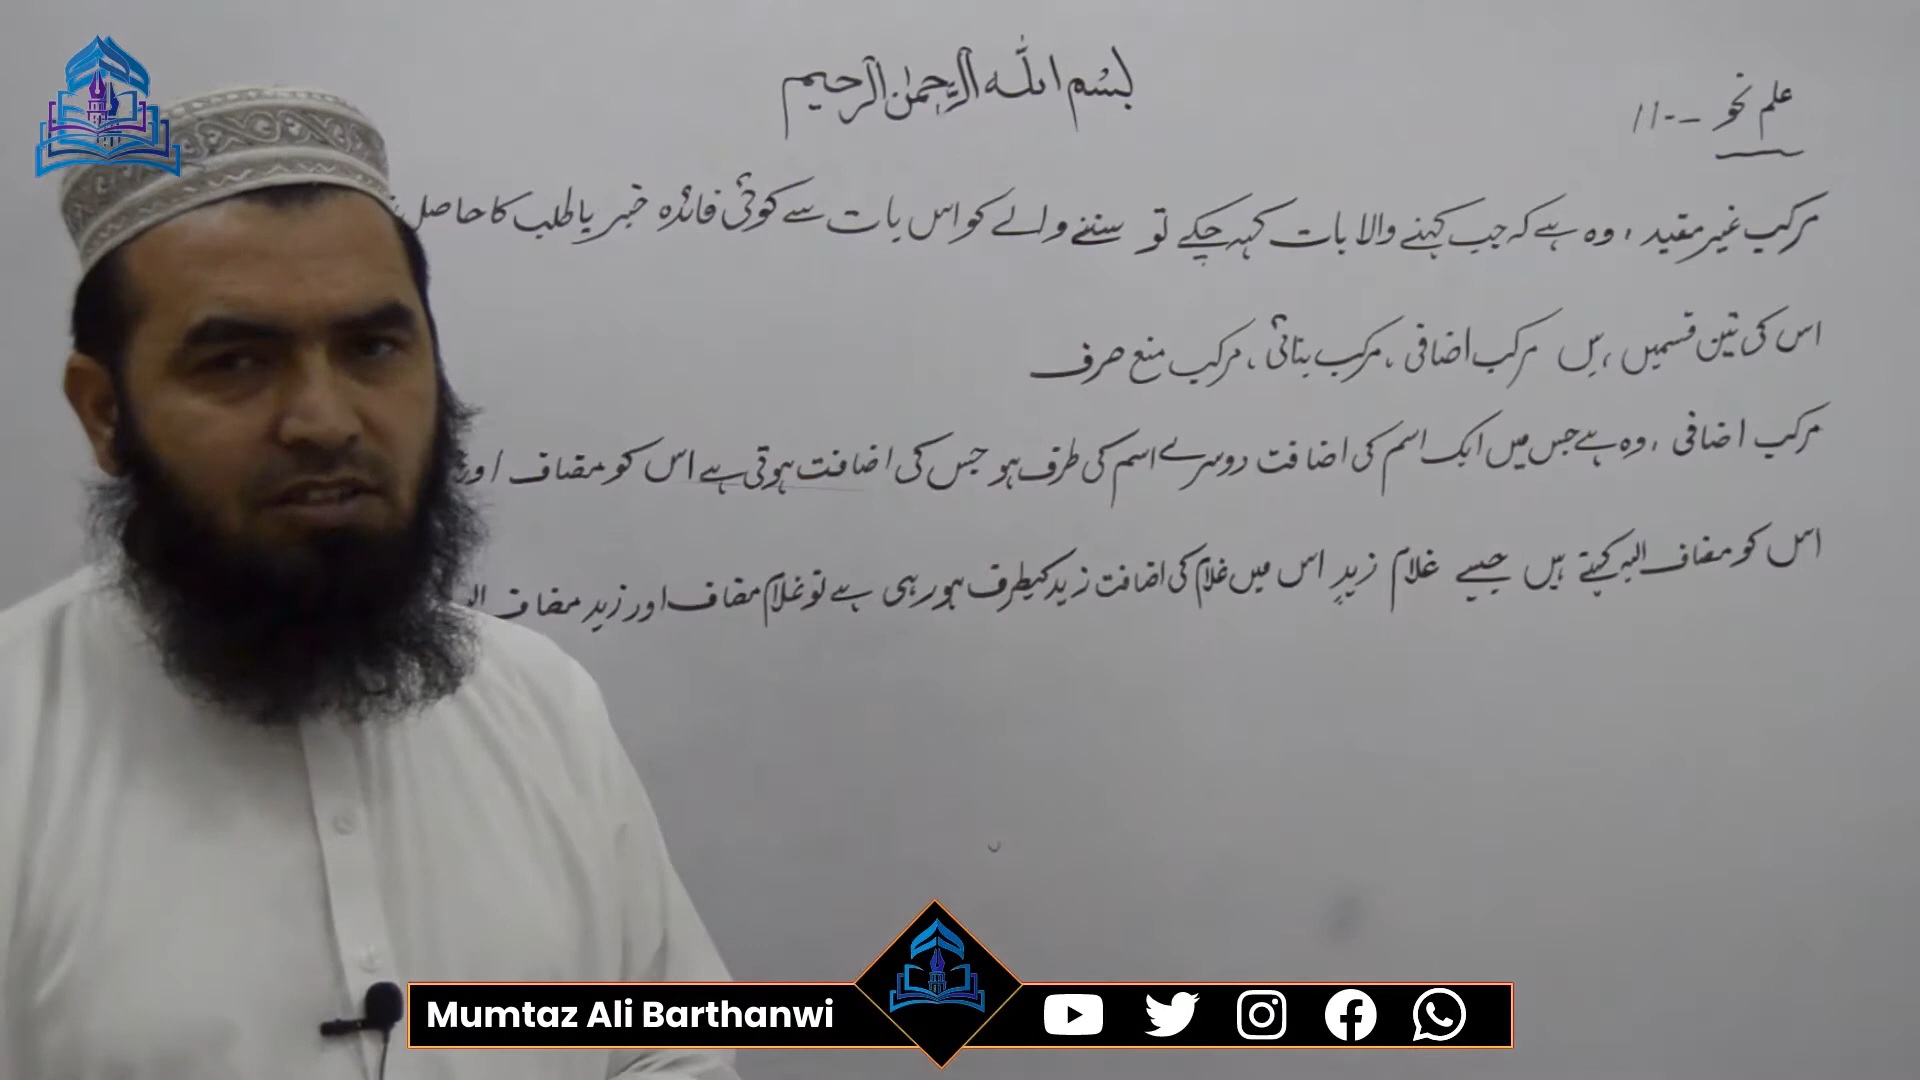 بسم اللہ الرحمٰن الرحیم
علم نحو -- 11
مرکب غیر مقید ، وہ ہے کہ جب کہنے والا بات کہہ چکے تو سننے والے کو اس بات سے کوئی فائدہ خبر یا طلب کا حاصل
اس کی تین قسمیں ہیں مرکب اضافی ، مرکب بنائی ، مرکب منع صرف
مرکب اضافی ، وہ ہے جس میں ایک اسم کی اضافت دوسرے اسم کی طرف ہو جس کی اضافت ہوتی ہے اس کو مضاف اور
اس کو مضاف الیہ کہتے ہیں جیسے غلامُ زیدٍ اس میں غلام کی اضافت زید کیطرف ہو رہی ہے تو غلام مضاف اور زید مضاف
Mumtaz Ali Barthanwi